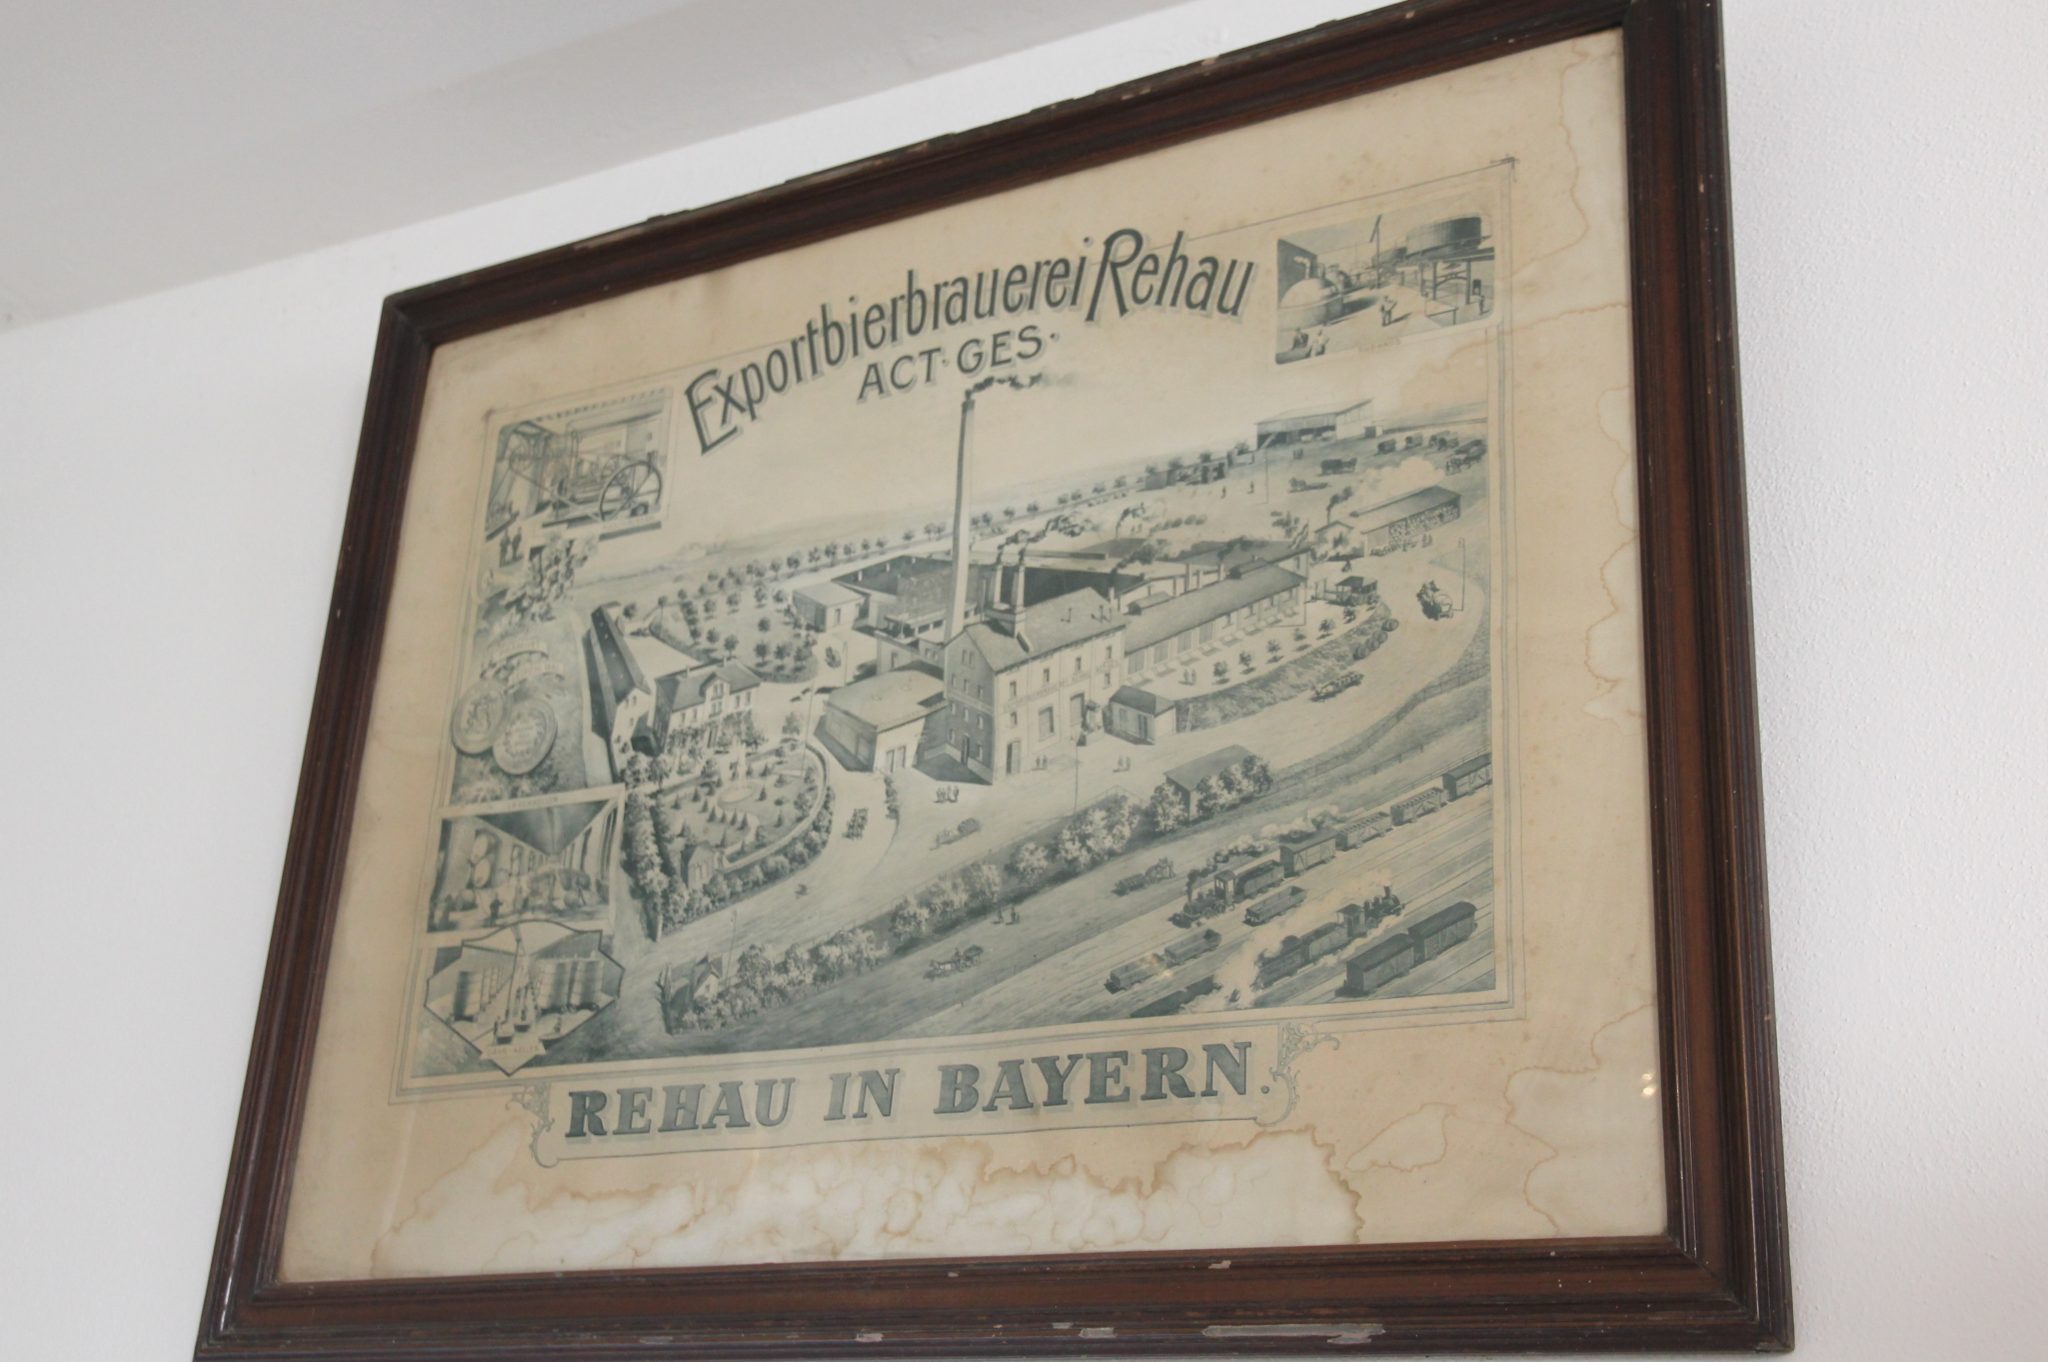 Exportbierbrauerei Rehau
ACT. GES.
REHAU IN BAYERN.